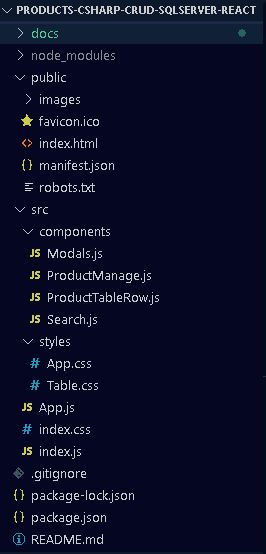 PRODUCTS-CSHARP-CRUD-SQLSERVER-REACT
docs
node_modules
public
images
favicon.ico
index.html
manifest.json
robots.txt
src
components
JS Modals.js
JS ProductManage.js
JS ProductTableRow.js
JS Search.js
styles
# App.css
# Table.css
JS App.js
# index.css
JS index.js
.gitignore
package-lock.json
package.json
README.md